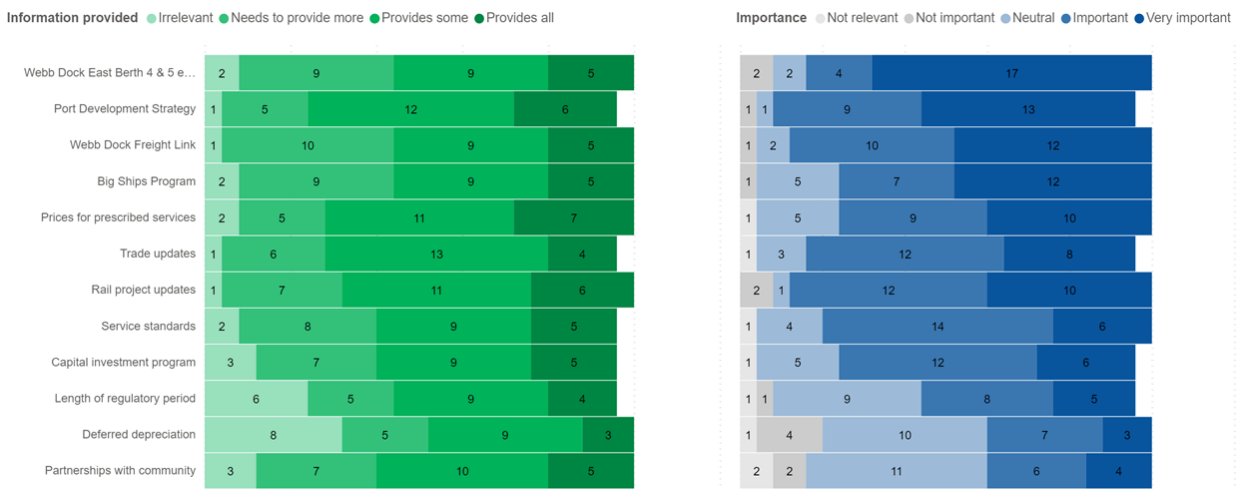 Information provided Irrelevant Needs to provide more Provides some Provides all
Importance Not relevant Not important Neutral Important Very important
Webb Dock East Berth 4 & 5 e... 2 9 9 5 2 2 4 17
Port Development Strategy 1 5 12 6 1 1 9 13
Webb Dock Freight Link 1 10 9 5 1 2 10 12
Big Ships Program 2 9 9 5 1 5 7 12
Prices for prescribed services 2 5 11 7 1 5 9 10
Trade updates 1 6 13 4 1 3 12 8
Rail project updates 1 7 11 6 2 1 12 10
Service standards 2 8 9 5 1 4 14 6
Capital investment program 3 7 9 5 1 5 12 6
Length of regulatory period 6 5 9 4 1 1 9 8 5
Deferred depreciation 8 5 9 3 1 4 10 7 3
Partnerships with community 3 7 10 5 2 2 11 6 4